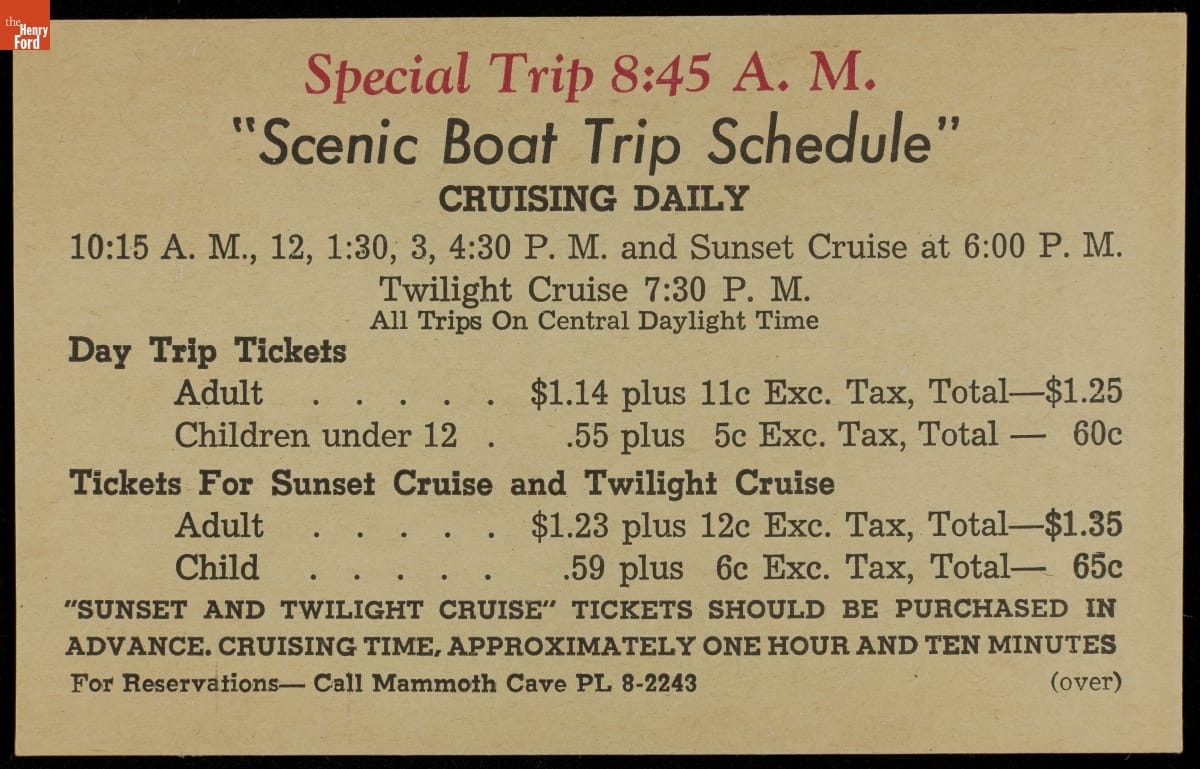 the
Henry
Ford
Special Trip 8:45 A. M.
"Scenic Boat Trip Schedule"
CRUISING DAILY
10:15 A. M., 12, 1:30, 3, 4:30 P. M. and Sunset Cruise at 6:00 P. M.
Twilight Cruise 7:30 P. M.
All Trips On Central Daylight Time
Day Trip Tickets
Adult . . . . . $1.14 plus 11c Exc. Tax, Total—$1.25
Children under 12 . .55 plus 5c Exc. Tax, Total — 60c
Tickets For Sunset Cruise and Twilight Cruise
Adult . . . . . $1.23 plus 12c Exc. Tax, Total—$1.35
Child . . . . . .59 plus 6c Exc. Tax, Total— 65c
"SUNSET AND TWILIGHT CRUISE" TICKETS SHOULD BE PURCHASED IN
ADVANCE. CRUISING TIME, APPROXIMATELY ONE HOUR AND TEN MINUTES
For Reservations— Call Mammoth Cave PL 8-2243 (over)